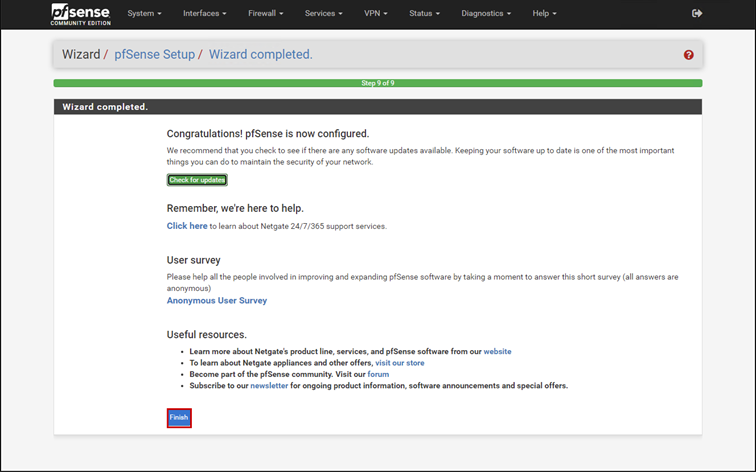 pfsense
COMMUNITY EDITION
System Interfaces Firewall Services VPN Status Diagnostics Help
Wizard / pfSense Setup / Wizard completed.
Step 9 of 9
Wizard completed.
Congratulations! pfSense is now configured.
We recommend that you check to see if there are any software updates available. Keeping your software up to date is one of the most important
things you can do to maintain the security of your network.
Check for updates
Remember, we're here to help.
Click here to learn about Netgate 24/7/365 support services.
User survey
Please help all the people involved in improving and expanding pfSense software by taking a moment to answer this short survey (all answers are
anonymous)
Anonymous User Survey
Useful resources.
• Learn more about Netgate's product line, services, and pfSense software from our website
• To learn about Netgate appliances and other offers, visit our store
• Become part of the pfSense community. Visit our forum
• Subscribe to our newsletter for ongoing product information, software announcements and special offers.
Finish